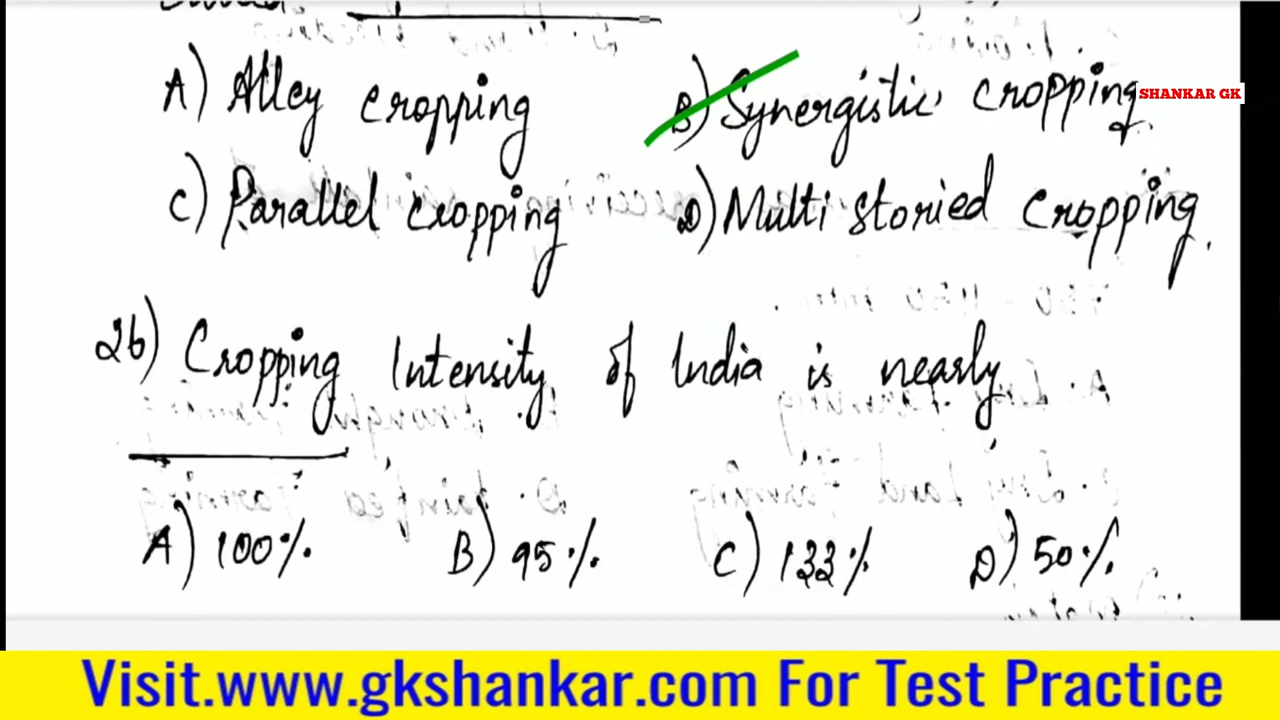 A) Alley cropping B) Synergistic cropping
SHANKAR GK
C) Parallel cropping D) Multi storied cropping.
26) Cropping Intensity of India is nearly
A) 100% B) 95% C) 133% D) 50%
Visit.www.gkshankar.com For Test Practice